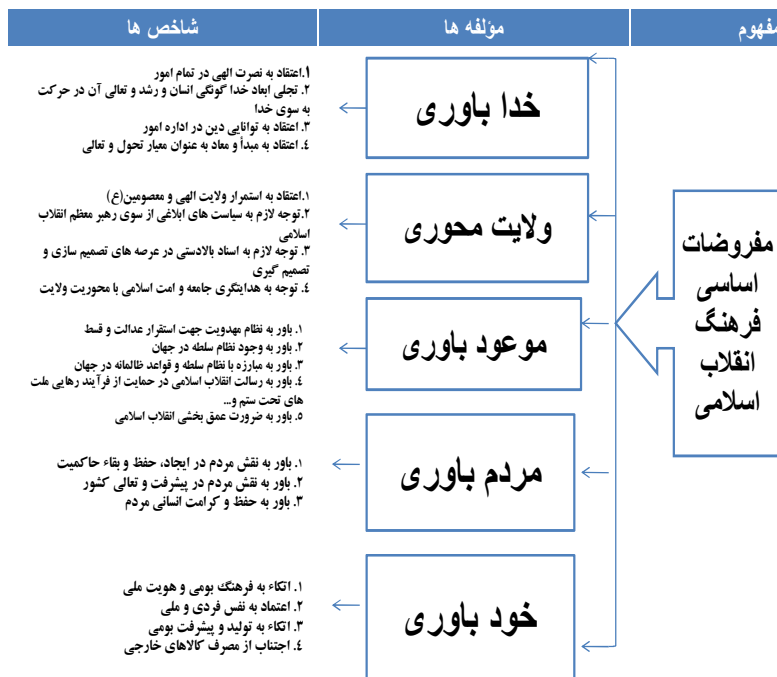 مفهوم
مؤلفه ها
شاخص ها
مفروضات
اساسی
فرهنگ
انقلاب
اسلامی
خدا باوری
۱.اعتقاد به نصرت الهی در تمام امور
۲. تجلی ابعاد خدا گونگی انسان و رشد و تعالی آن در حرکت
به سوی خدا
۳. اعتقاد به توانایی دین در اداره امور
۴. اعتقاد به مبدأ و معاد به عنوان معیار تحول و تعالی
ولایت محوری
۱.اعتقاد به استمرار ولایت الهی و معصومین(ع)
۲.توجه لازم به سیاست های ابلاغی از سوی رهبر معظم انقلاب
اسلامی
۳. توجه لازم به اسناد بالادستی در عرصه های تصمیم سازی و
تصمیم گیری
۴. توجه به هدایتگری جامعه و امت اسلامی با محوریت ولایت
موعود باوری
۱. باور به نظام مهدویت جهت استقرار عدالت و قسط
۲. باور به وجود نظام سلطه در جهان
۳. باور به مبارزه با نظام سلطه و قواعد ظالمانه در جهان
۴. باور به رسالت انقلاب اسلامی در حمایت از فرآیند رهایی ملت
های تحت ستم و...
۵. باور به ضرورت عمق بخشی انقلاب اسلامی
مردم باوری
۱. باور به نقش مردم در ایجاد، حفظ و بقاء حاکمیت
۲. باور به نقش مردم در پیشرفت و تعالی کشور
۳. باور به حفظ و کرامت انسانی مردم
خود باوری
۱. اتکاء به فرهنگ بومی و هویت ملی
۲. اعتماد به نفس فردی و ملی
۳. اتکاء به تولید و پیشرفت بومی
۴. اجتناب از مصرف کالاهای خارجی